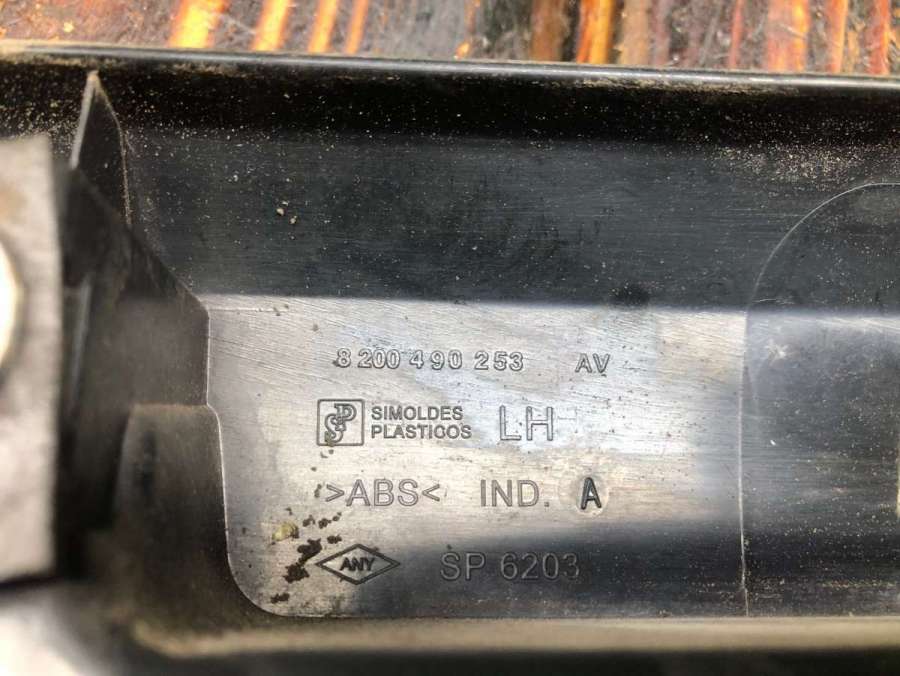 8 200 490 253 AV
SIMOLDES
PLASTICOS LH
>ABS< IND. A
ANY SP 6203